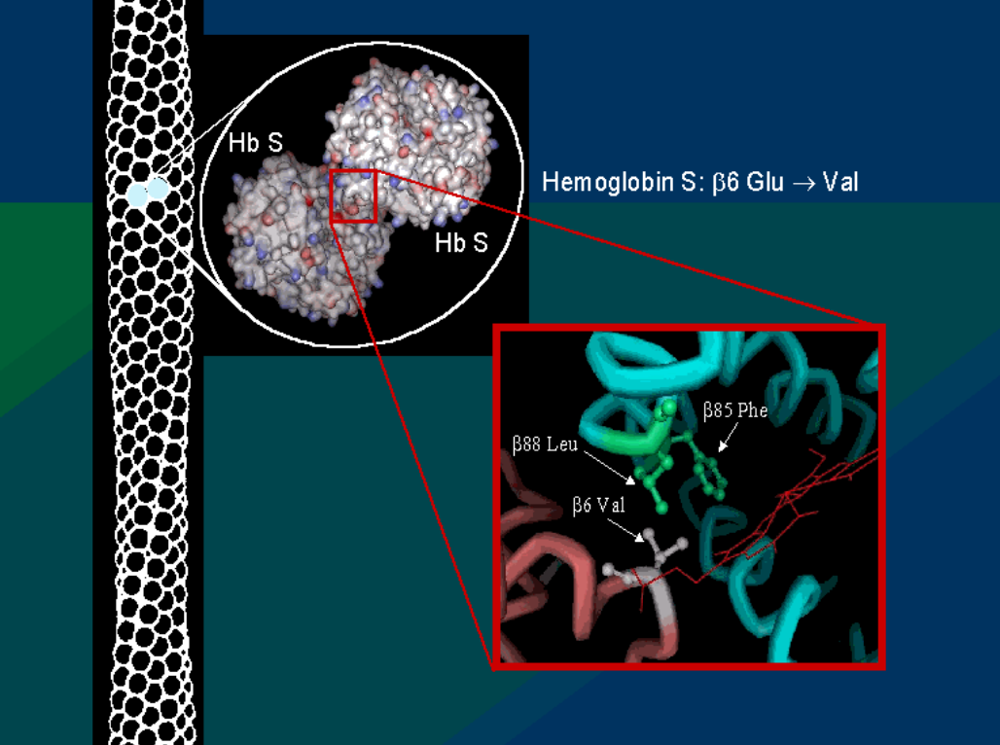 Hb S
Hemoglobin S: β6 Glu → Val
Hb S
β85 Phe
β88 Leu
β6 Val